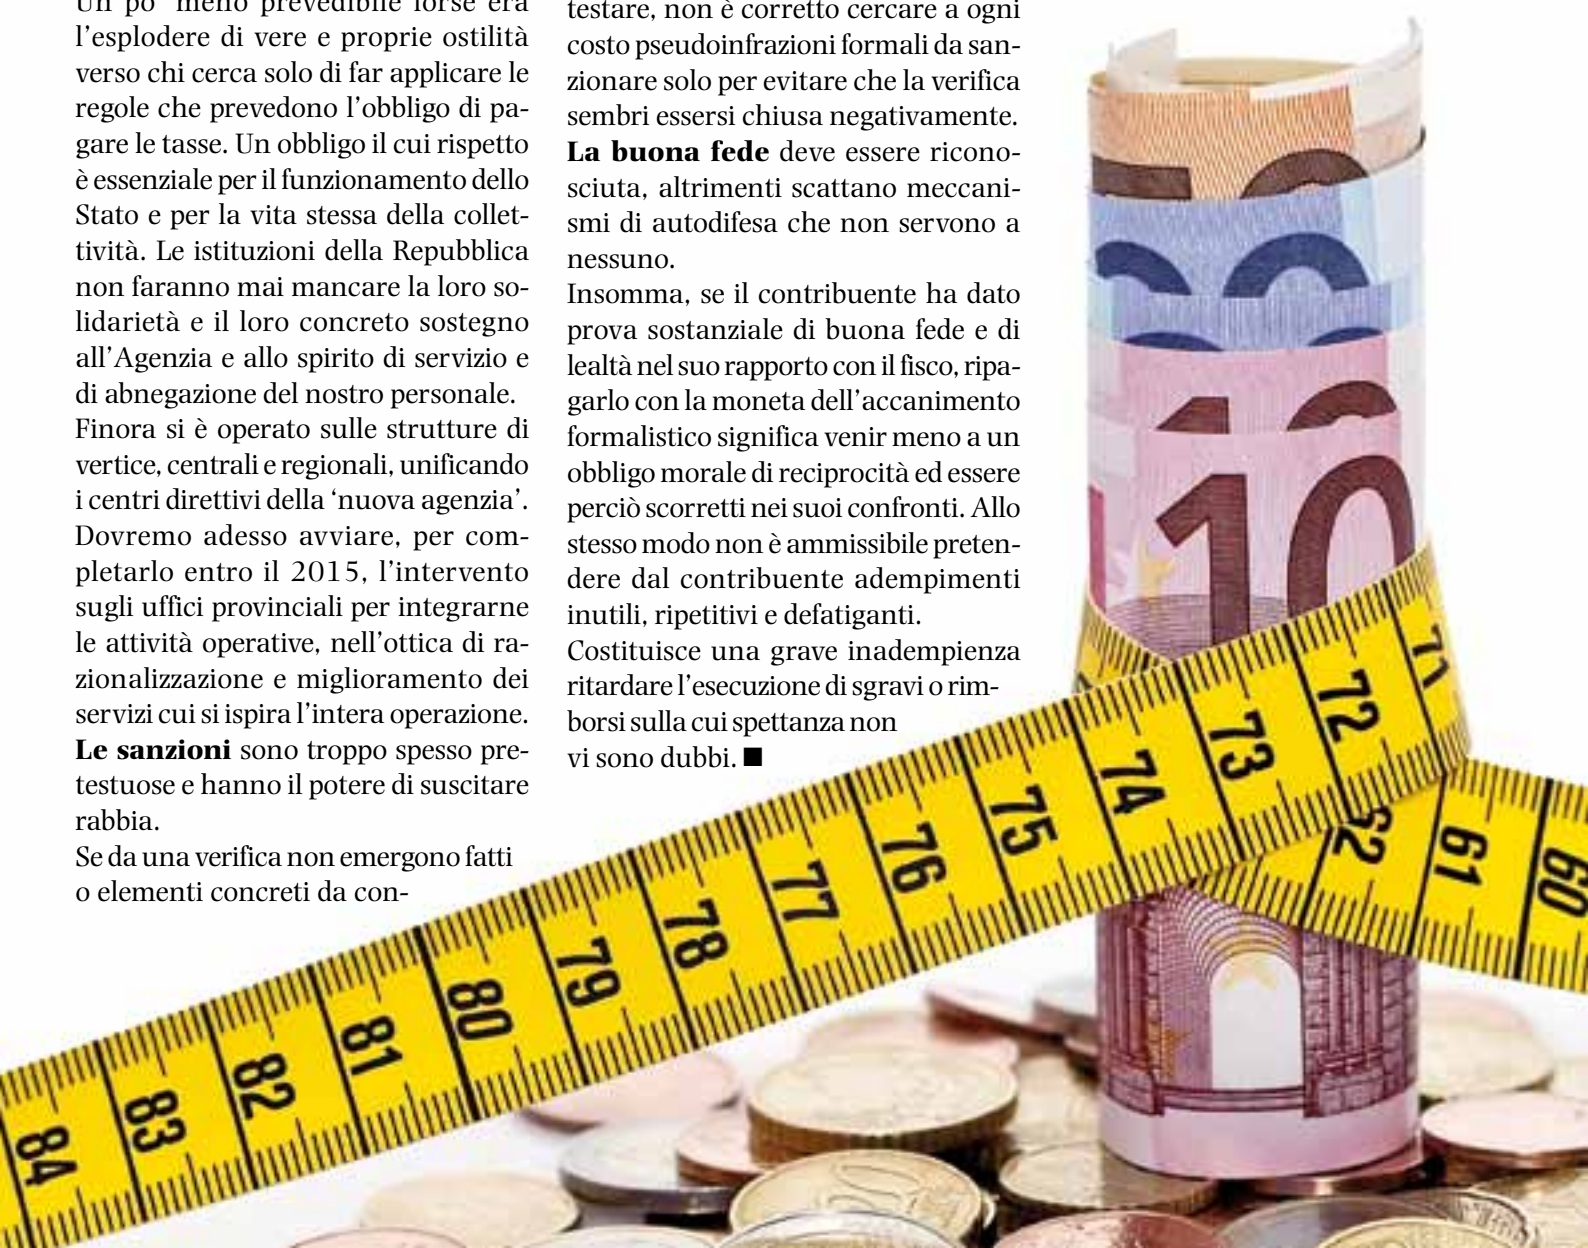 Un po' meno prevedibile forse era
l'esplodere di vere e proprie ostilità
verso chi cerca solo di far applicare le
regole che prevedono l'obbligo di pa-
gare le tasse. Un obbligo il cui rispetto
è essenziale per il funzionamento dello
Stato e per la vita stessa della collet-
tività. Le istituzioni della Repubblica
non faranno mai mancare la loro so-
lidarietà e il loro concreto sostegno
all'Agenzia e allo spirito di servizio e
di abnegazione del nostro personale.
Finora si è operato sulle strutture di
vertice, centrali e regionali, unificando
i centri direttivi della 'nuova agenzia'.
Dovremo adesso avviare, per com-
pletarlo entro il 2015, l'intervento
sugli uffici provinciali per integrarne
le attività operative, nell'ottica di ra-
zionalizzazione e miglioramento dei
servizi cui si ispira l'intera operazione.
Le sanzioni sono troppo spesso pre-
testuose e hanno il potere di suscitare
rabbia.
Se da una verifica non emergono fatti
o elementi concreti da con-
testare, non è corretto cercare a ogni
costo pseudoinfrazioni formali da san-
zionare solo per evitare che la verifica
sembri essersi chiusa negativamente.
La buona fede deve essere ricono-
sciuta, altrimenti scattano meccani-
smi di autodifesa che non servono a
nessuno.
Insomma, se il contribuente ha dato
prova sostanziale di buona fede e di
lealtà nel suo rapporto con il fisco, ripa-
garlo con la moneta dell'accanimento
formalistico significa venir meno a un
obbligo morale di reciprocità ed essere
perciò scorretti nei suoi confronti. Allo
stesso modo non è ammissibile preten-
dere dal contribuente adempimenti
inutili, ripetitivi e defatiganti.
Costituisce una grave inadempienza
ritardare l'esecuzione di sgravi o rim-
borsi sulla cui spettanza non
vi sono dubbi. ■
10
10
71
72
73
74
75
76
77
78
79
80
81
82
83
84
62
61
60